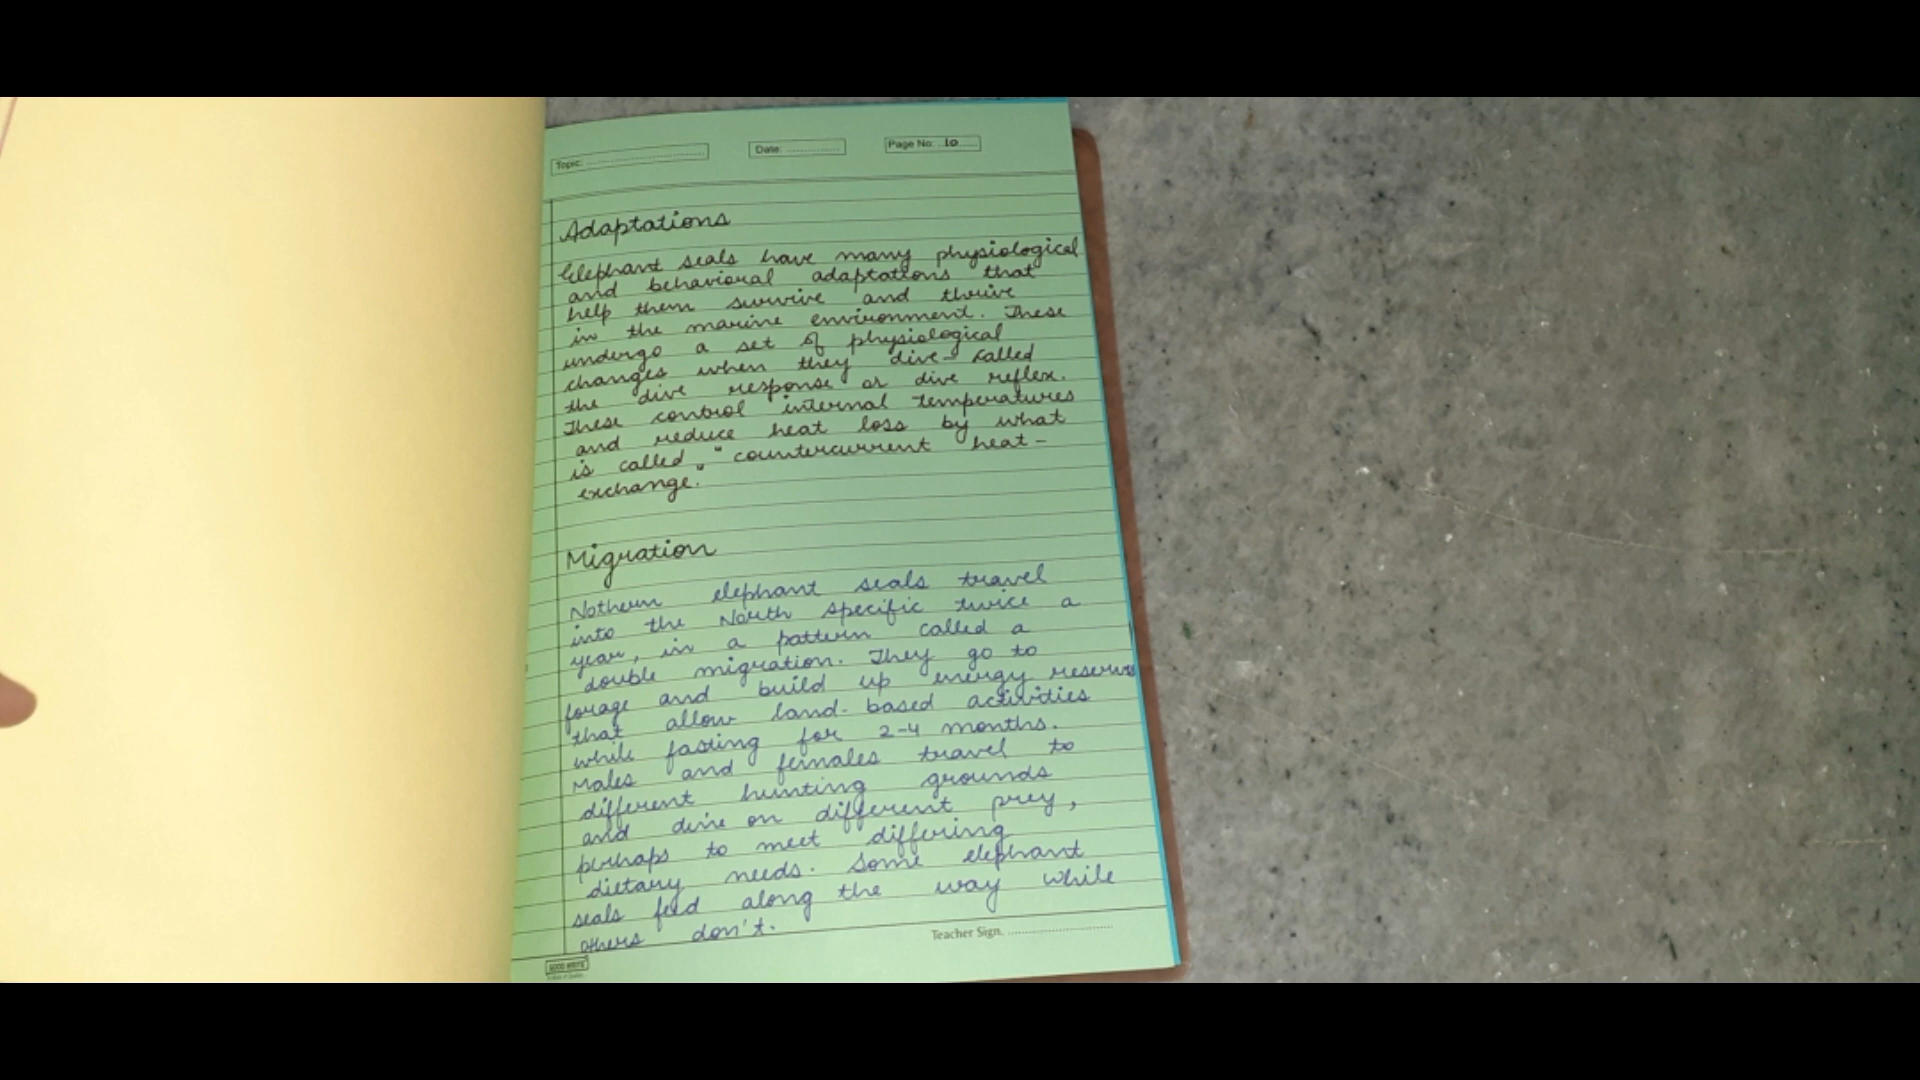 Topic:
Date:
Page No: 10
Adaptations
Elephant seals have many physiological
and behavioral adaptations that
help them survive and thrive
in the marine environment. These
undergo a set of physiological
changes when they dive - called
the dive response or dive reflex.
These control internal temperatures
and reduce heat loss by what
is called "countercurrent heat-
exchange."
Migration
Nothern elephant seals travel
into the North specific twice a
year, in a pattern called a
double migration. They go to
forage and build up energy reserves
that allow land-based activities
while fasting for 2-4 months.
Males and females travel to
different hunting grounds
and dine on different prey,
perhaps to meet differing
dietary needs. Some elephant
seals feed along the way while
others don't.
Teacher Sign.
GOOD WRITE